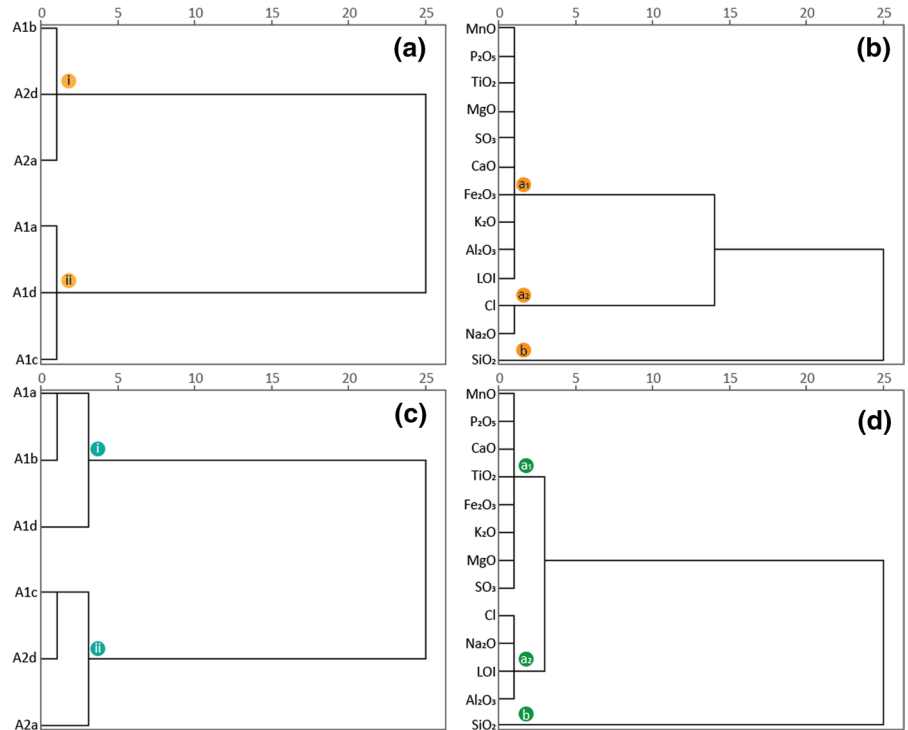 0 5 10 15 20 25
(a)
A1b
i
A2d
A2a
A1a
ii
A1d
A1c
0 5 10 15 20 25
(b)
MnO
P₂O₅
TiO₂
MgO
SO₃
CaO
a₁
Fe₂O₃
K₂O
Al₂O₃
LOI
a₂
Cl
Na₂O
b
SiO₂
0 5 10 15 20 25
(c)
A1a
i
A1b
A1d
A1c
ii
A2d
A2a
0 5 10 15 20 25
(d)
MnO
P₂O₅
CaO
a₁
TiO₂
Fe₂O₃
K₂O
MgO
SO₃
Cl
Na₂O
a₂
LOI
Al₂O₃
b
SiO₂